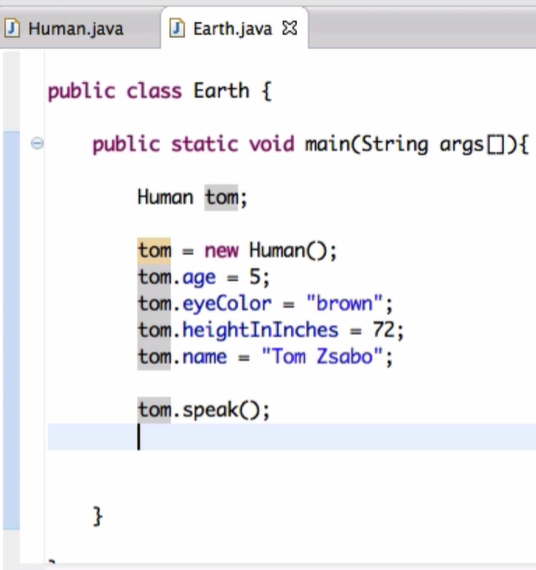 Human.java Earth.java
public class Earth {
public static void main(String args[]){
Human tom;
tom = new Human();
tom.age = 5;
tom.eyeColor = "brown";
tom.heightInInches = 72;
tom.name = "Tom Zsabo";
tom.speak();
}